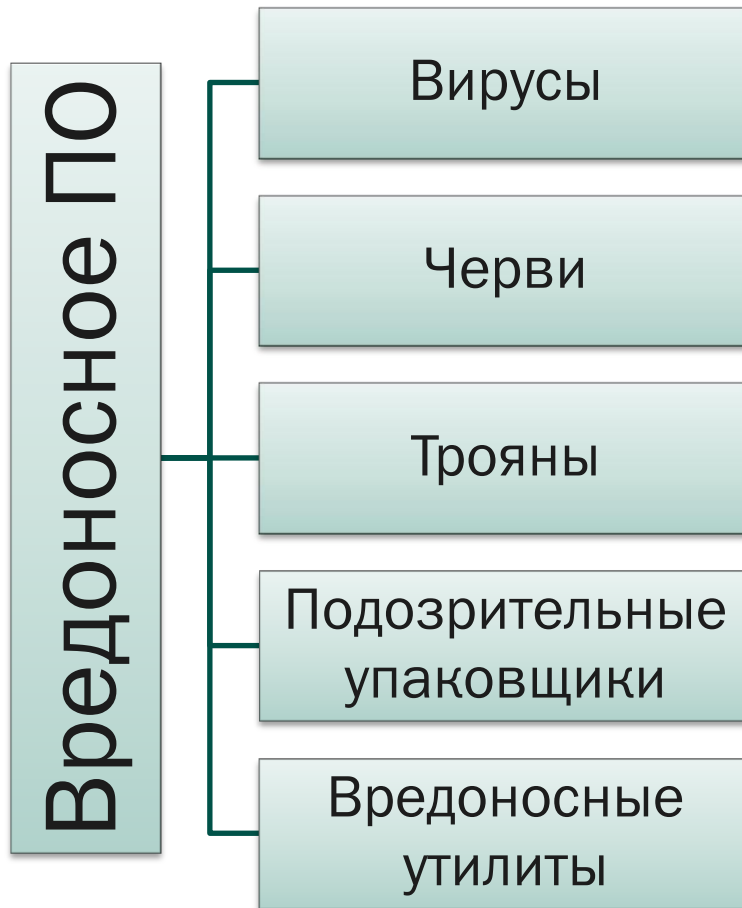 Вредоносное ПО
Вирусы
Черви
Трояны
Подозрительные
упаковщики
Вредоносные
утилиты